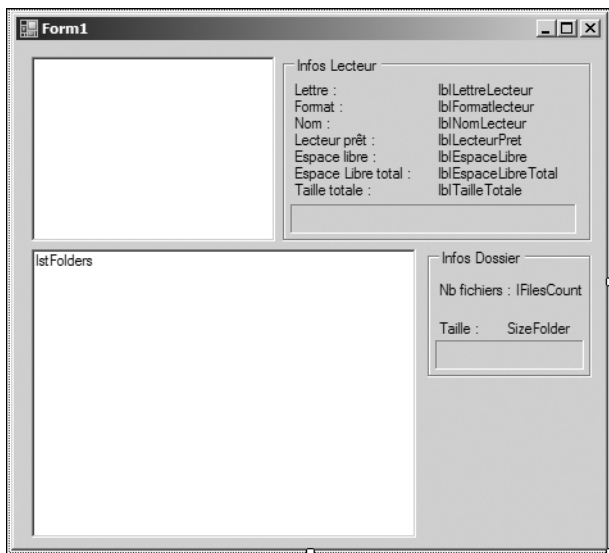 Form1
Infos Lecteur
Lettre : lblLettreLecteur
Format : lblFormatlecteur
Nom : lblNomLecteur
Lecteur prêt : lblLecteurPret
Espace libre : lblEspaceLibre
Espace Libre total : lblEspaceLibreTotal
Taille totale : lblTailleTotale
lstFolders
Infos Dossier
Nb fichiers : lFilesCount
Taille : SizeFolder